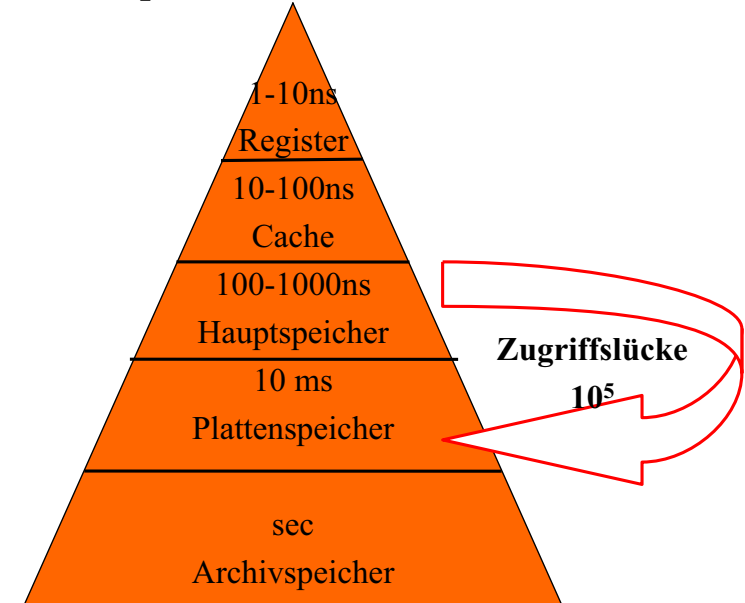 1-10ns
Register
10-100ns
Cache
100-1000ns
Hauptspeicher
10 ms
Plattenspeicher
sec
Archivspeicher
Zugriffslücke
10⁵